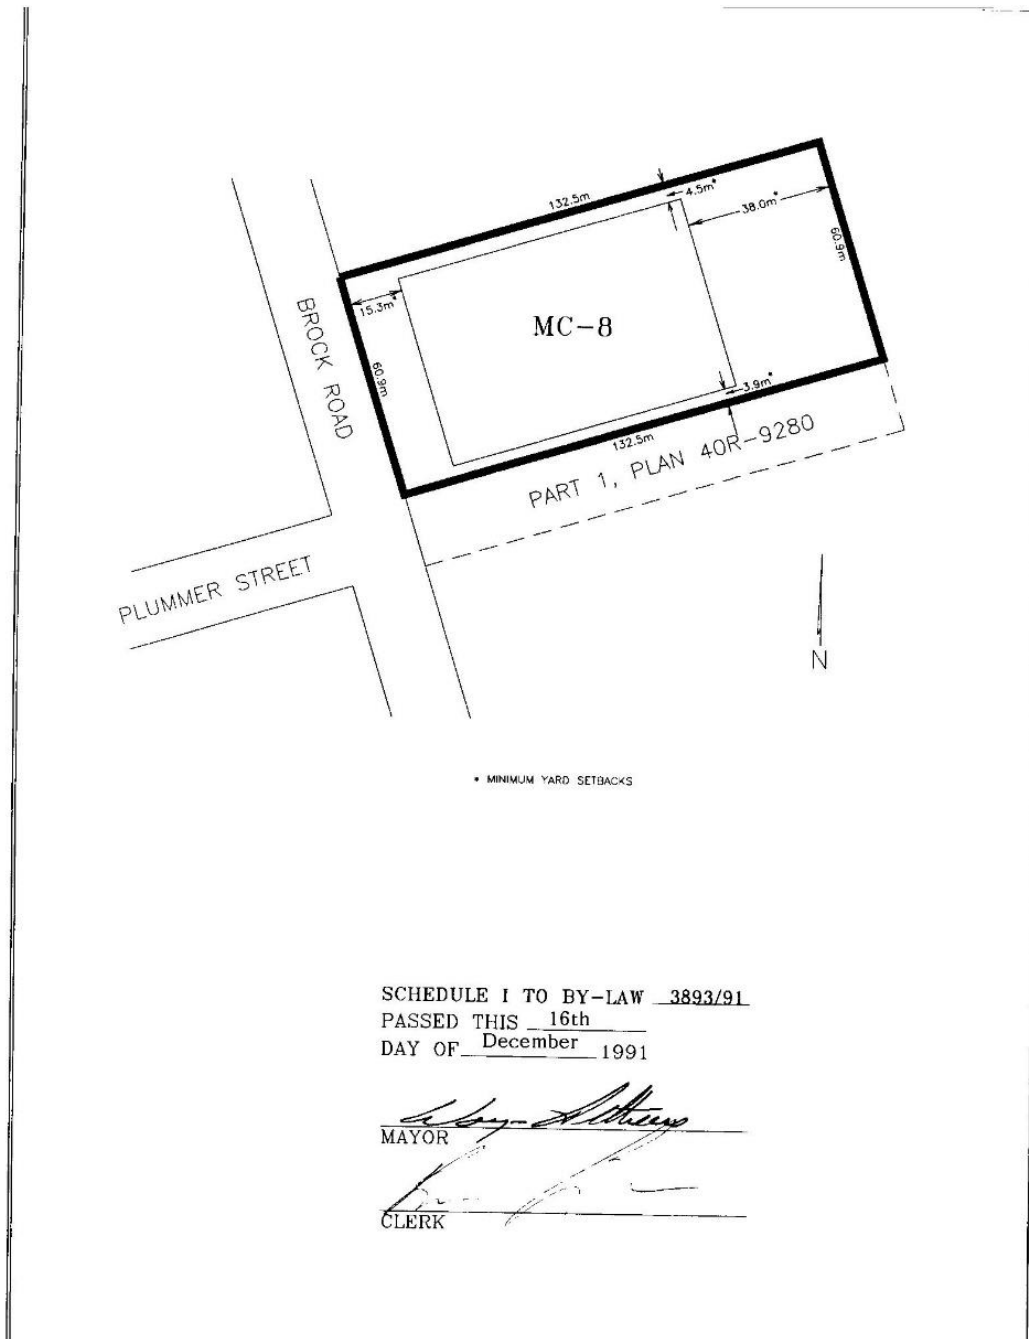 132.5m
4.5m*
38.0m*
60.9m
15.3m*
MC-8
BROCK ROAD
60.9m
3.9m*
132.5m
PART 1, PLAN 40R-9280
PLUMMER STREET
N
* MINIMUM YARD SETBACKS
SCHEDULE I TO BY-LAW 3893/91
PASSED THIS 16th
DAY OF December 1991
MAYOR
CLERK